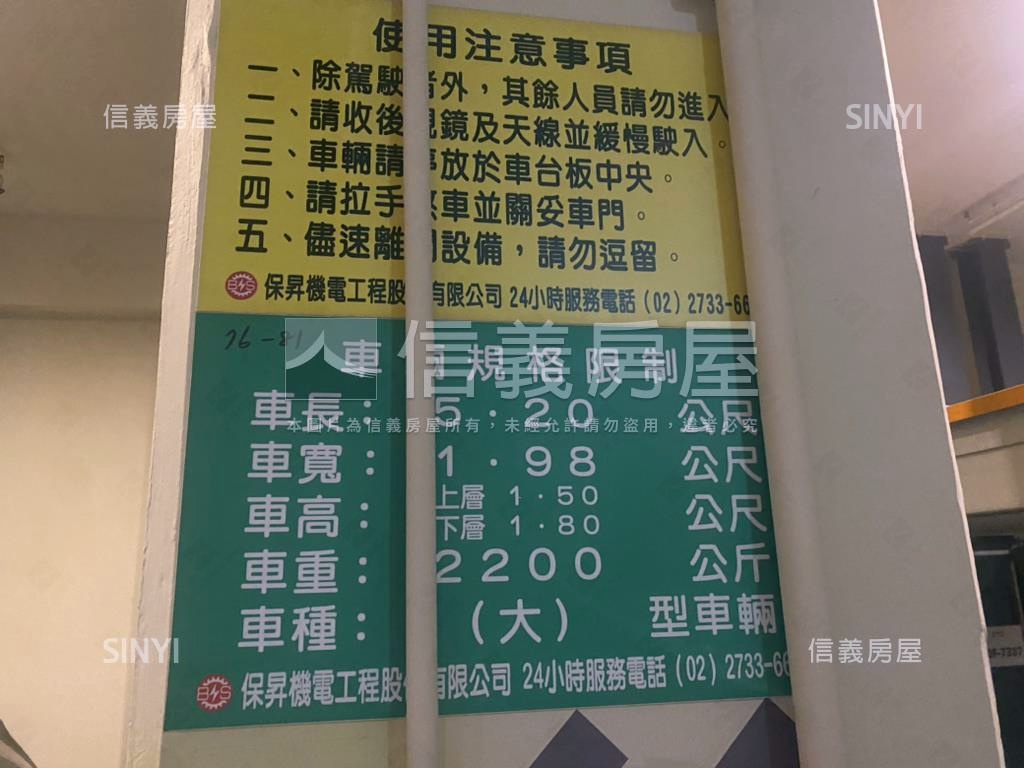 使用注意事項
一、除駕駛者外，其餘人員請勿進入
二、請收後視鏡及天線並緩慢駛入。
三、車輛請停放於車台板中央。
四、請拉手煞車並關妥車門。
五、儘速離開設備，請勿逗留。
保昇機電工程股份有限公司 24小時服務電話 (02) 2733-66
76-81
車 規格限制
車長： 5.20 公尺
車寬： 1.98 公尺
車高： 上層 1.50 公尺
下層 1.80
車重： 2200 公斤
車種： (大) 型車輛
保昇機電工程股份有限公司 24小時服務電話 (02) 2733-66
信義房屋
SINYI
信義房屋
本圖片為信義房屋所有，未經允許請勿盜用，違者必究
SINYI
信義房屋